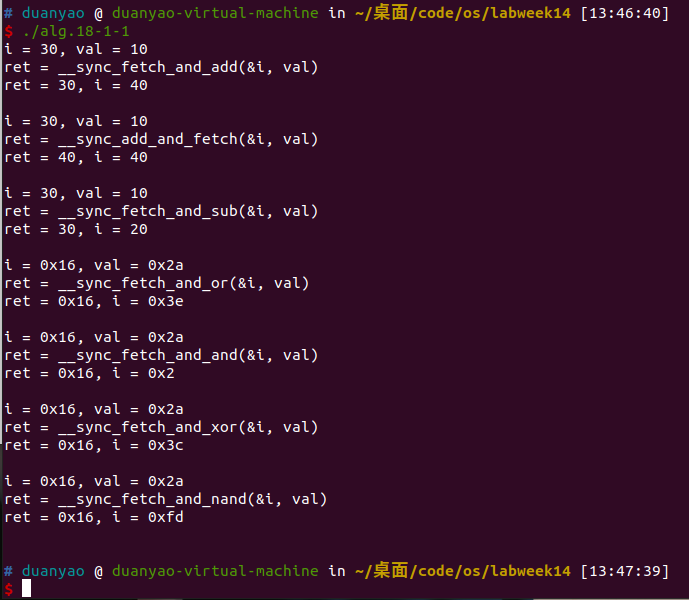 # duanyao @ duanyao-virtual-machine in ~/桌面/code/os/labweek14 [13:46:40]
$ ./alg.18-1-1
i = 30, val = 10
ret = __sync_fetch_and_add(&i, val)
ret = 30, i = 40
i = 30, val = 10
ret = __sync_add_and_fetch(&i, val)
ret = 40, i = 40
i = 30, val = 10
ret = __sync_fetch_and_sub(&i, val)
ret = 30, i = 20
i = 0x16, val = 0x2a
ret = __sync_fetch_and_or(&i, val)
ret = 0x16, i = 0x3e
i = 0x16, val = 0x2a
ret = __sync_fetch_and_and(&i, val)
ret = 0x16, i = 0x2
i = 0x16, val = 0x2a
ret = __sync_fetch_and_xor(&i, val)
ret = 0x16, i = 0x3c
i = 0x16, val = 0x2a
ret = __sync_fetch_and_nand(&i, val)
ret = 0x16, i = 0xfd
# duanyao @ duanyao-virtual-machine in ~/桌面/code/os/labweek14 [13:47:39]
$